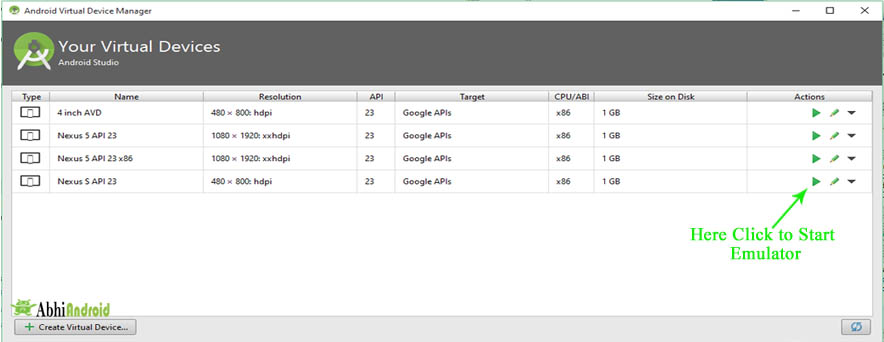 Android Virtual Device Manager
Your Virtual Devices
Android Studio
Type Name Resolution API Target CPU/ABI Size on Disk Actions
4 inch AVD 480 × 800: hdpi 23 Google APIs x86 1 GB
Nexus 5 API 23 1080 × 1920: xxhdpi 23 Google APIs x86 1 GB
Nexus 5 API 23 x86 1080 × 1920: xxhdpi 23 Google APIs x86 1 GB
Nexus S API 23 480 × 800: hdpi 23 Google APIs x86 1 GB
Here Click to Start
Emulator
AbhiAndroid
+ Create Virtual Device...